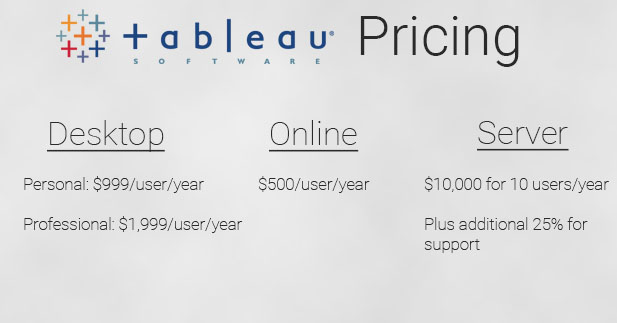 +ableau® Pricing
SOFTWARE
Desktop
Personal: $999/user/year
Professional: $1,999/user/year
Online
$500/user/year
Server
$10,000 for 10 users/year
Plus additional 25% for
support